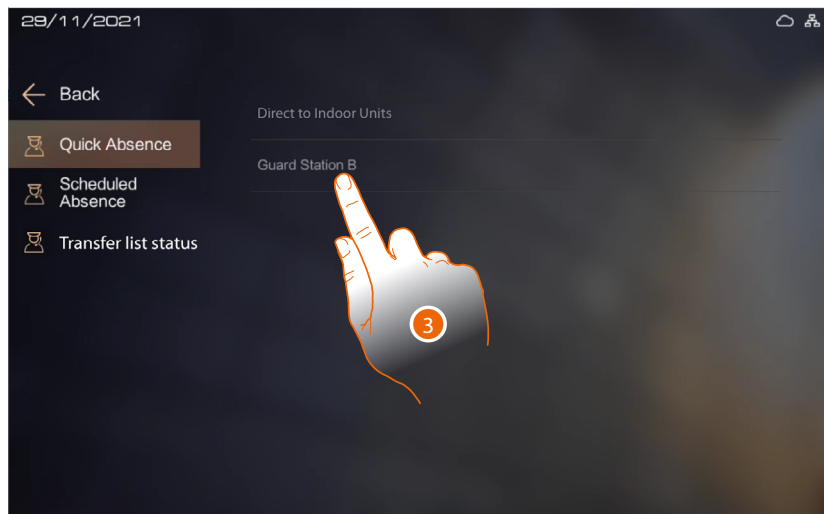 29/11/2021
Back
Quick Absence
Scheduled
Absence
Transfer list status
Direct to Indoor Units
Guard Station B
3